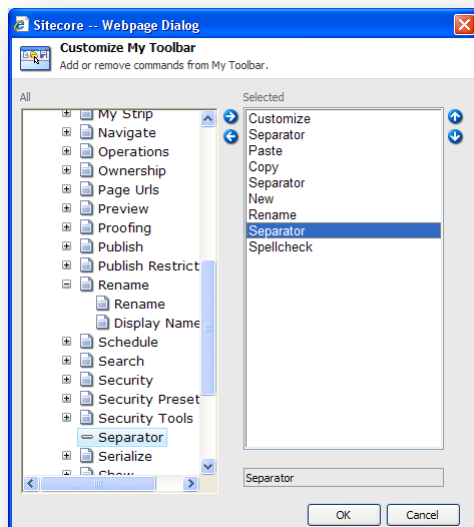 Sitecore -- Webpage Dialog
Customize My Toolbar
Add or remove commands from My Toolbar.
All
My Strip
Navigate
Operations
Ownership
Page Urls
Preview
Proofing
Publish
Publish Restrict
Rename
Rename
Display Name
Schedule
Search
Security
Security Preset
Security Tools
Separator
Serialize
Show
Selected
Customize
Separator
Paste
Copy
Separator
New
Rename
Separator
Spellcheck
Separator
OK
Cancel